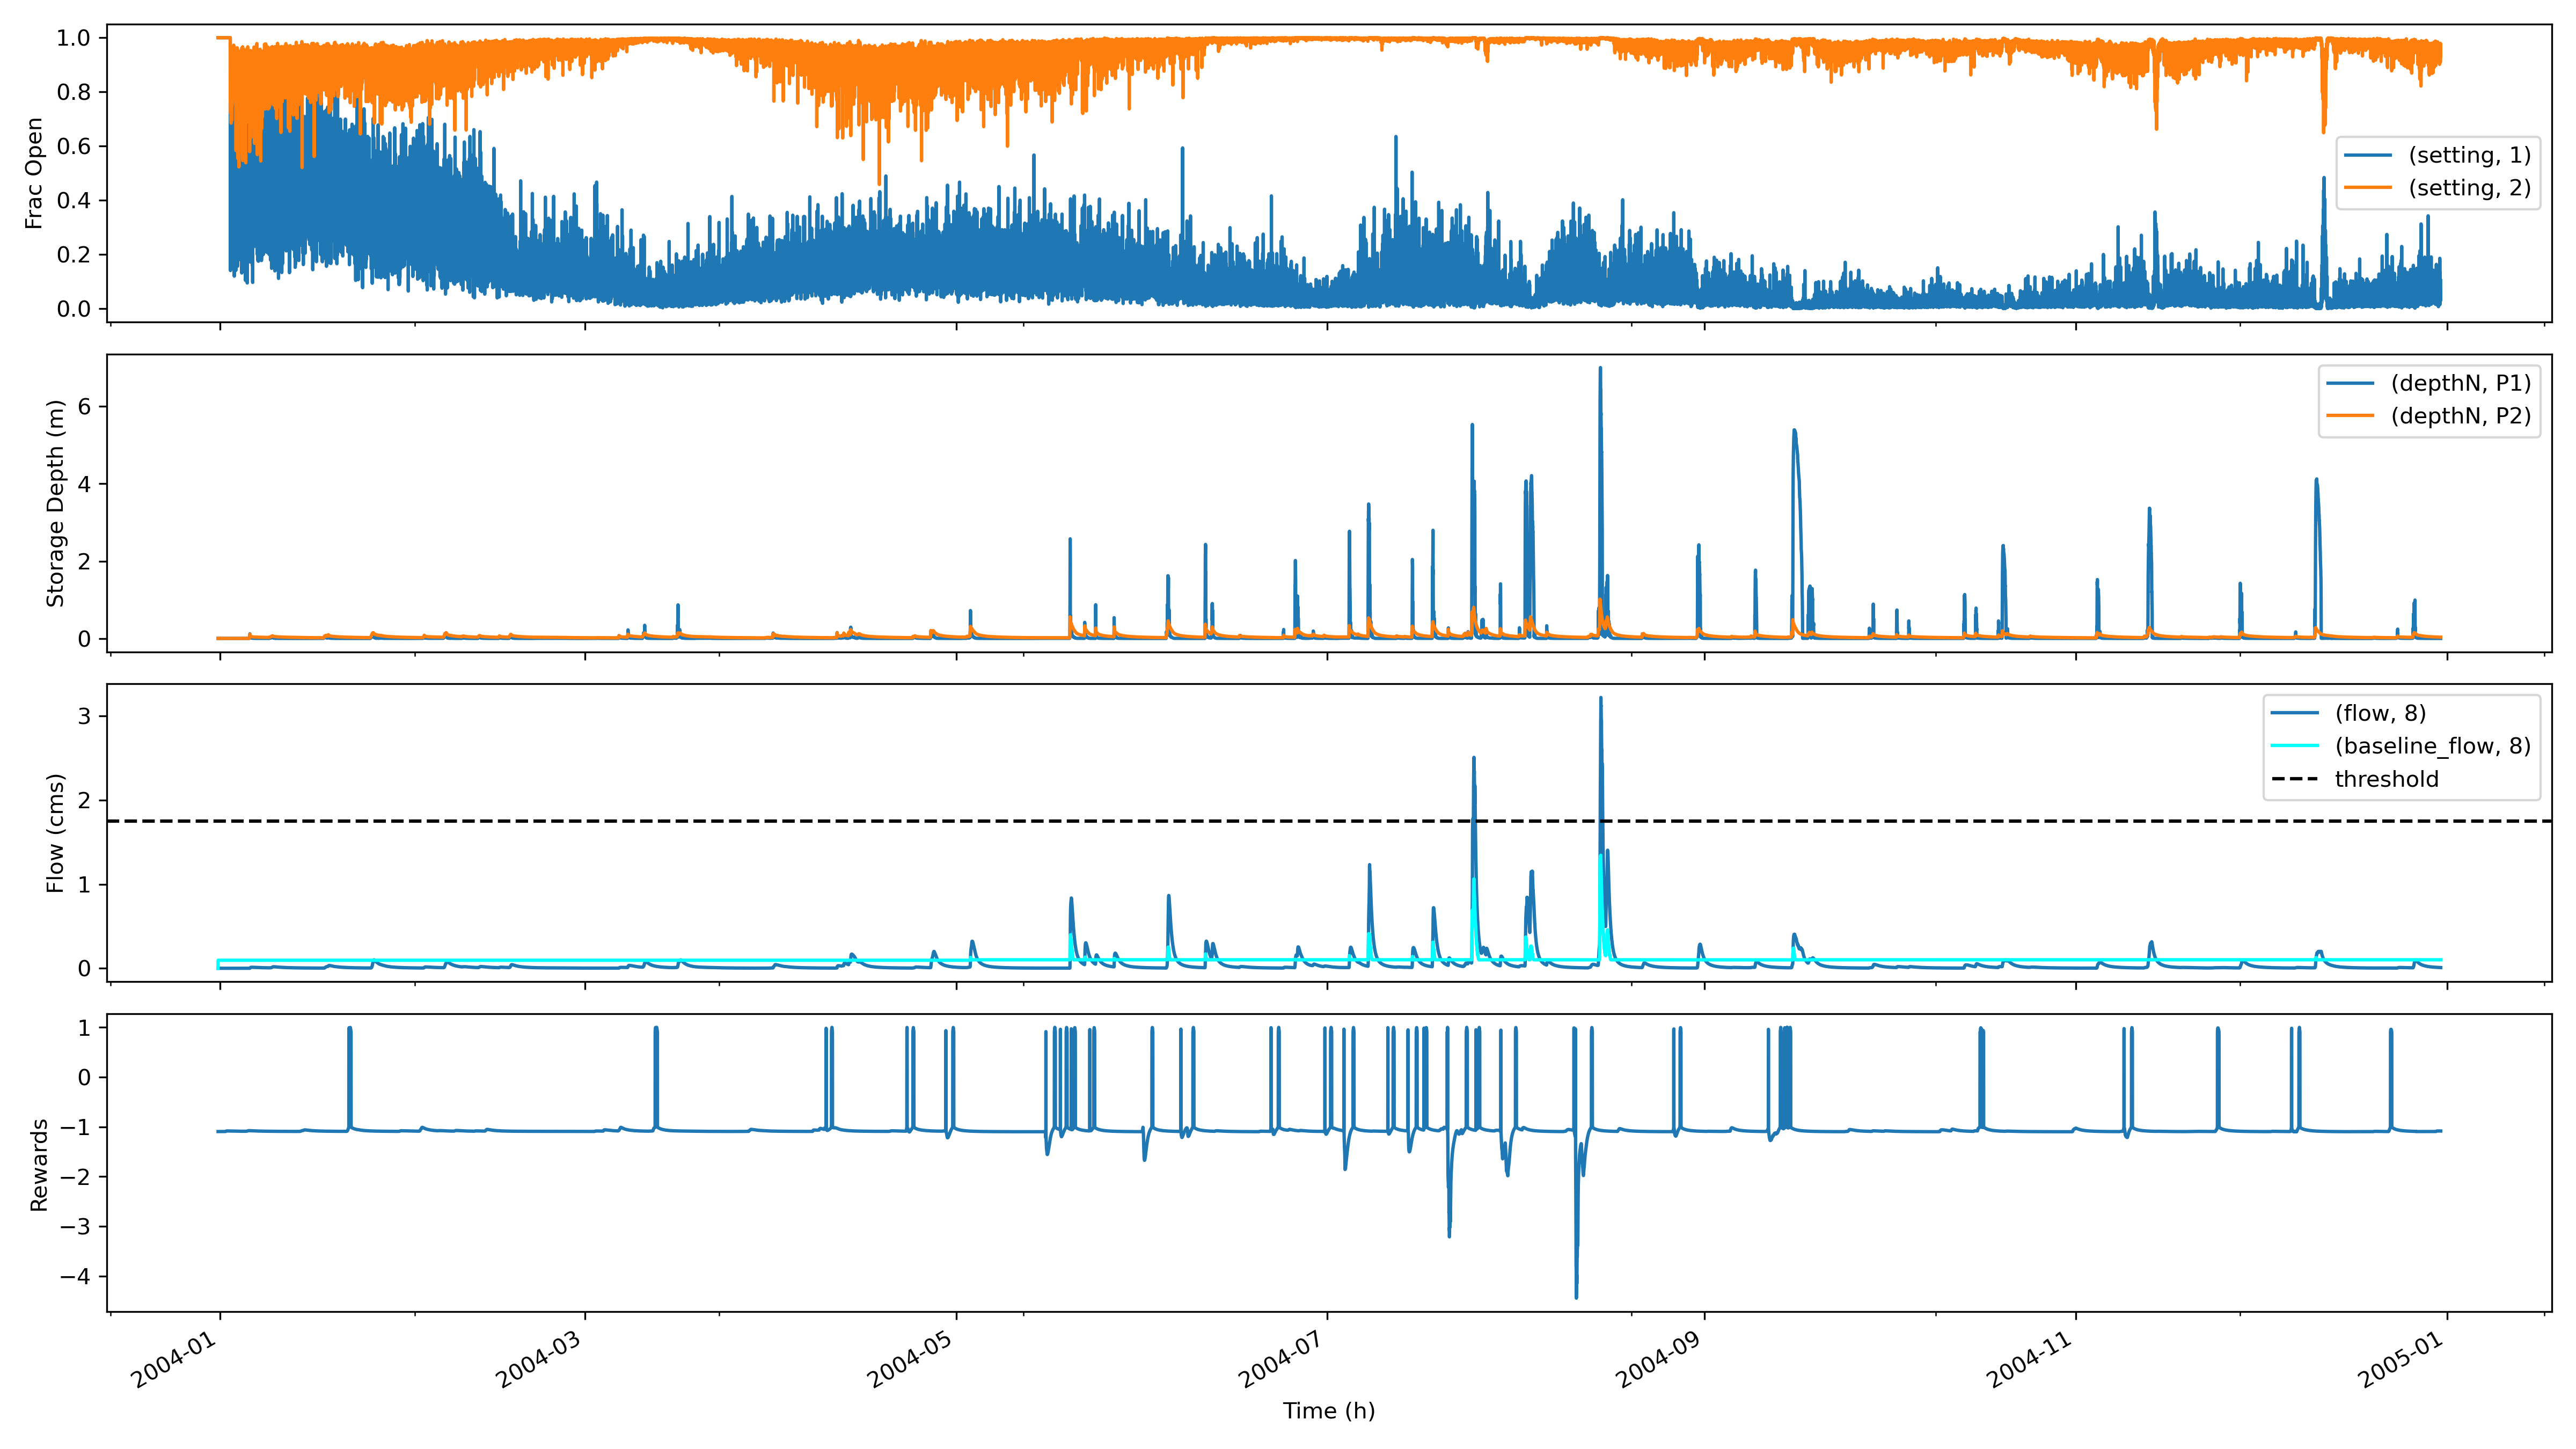 1.0
0.8
0.6
0.4
0.2
0.0
Frac Open
(setting, 1)
(setting, 2)
6
4
2
0
Storage Depth (m)
(depthN, P1)
(depthN, P2)
3
2
1
0
Flow (cms)
(flow, 8)
(baseline_flow, 8)
threshold
1
0
−1
−2
−3
−4
Rewards
2004-01
2004-03
2004-05
2004-07
2004-09
2004-11
2005-01
Time (h)